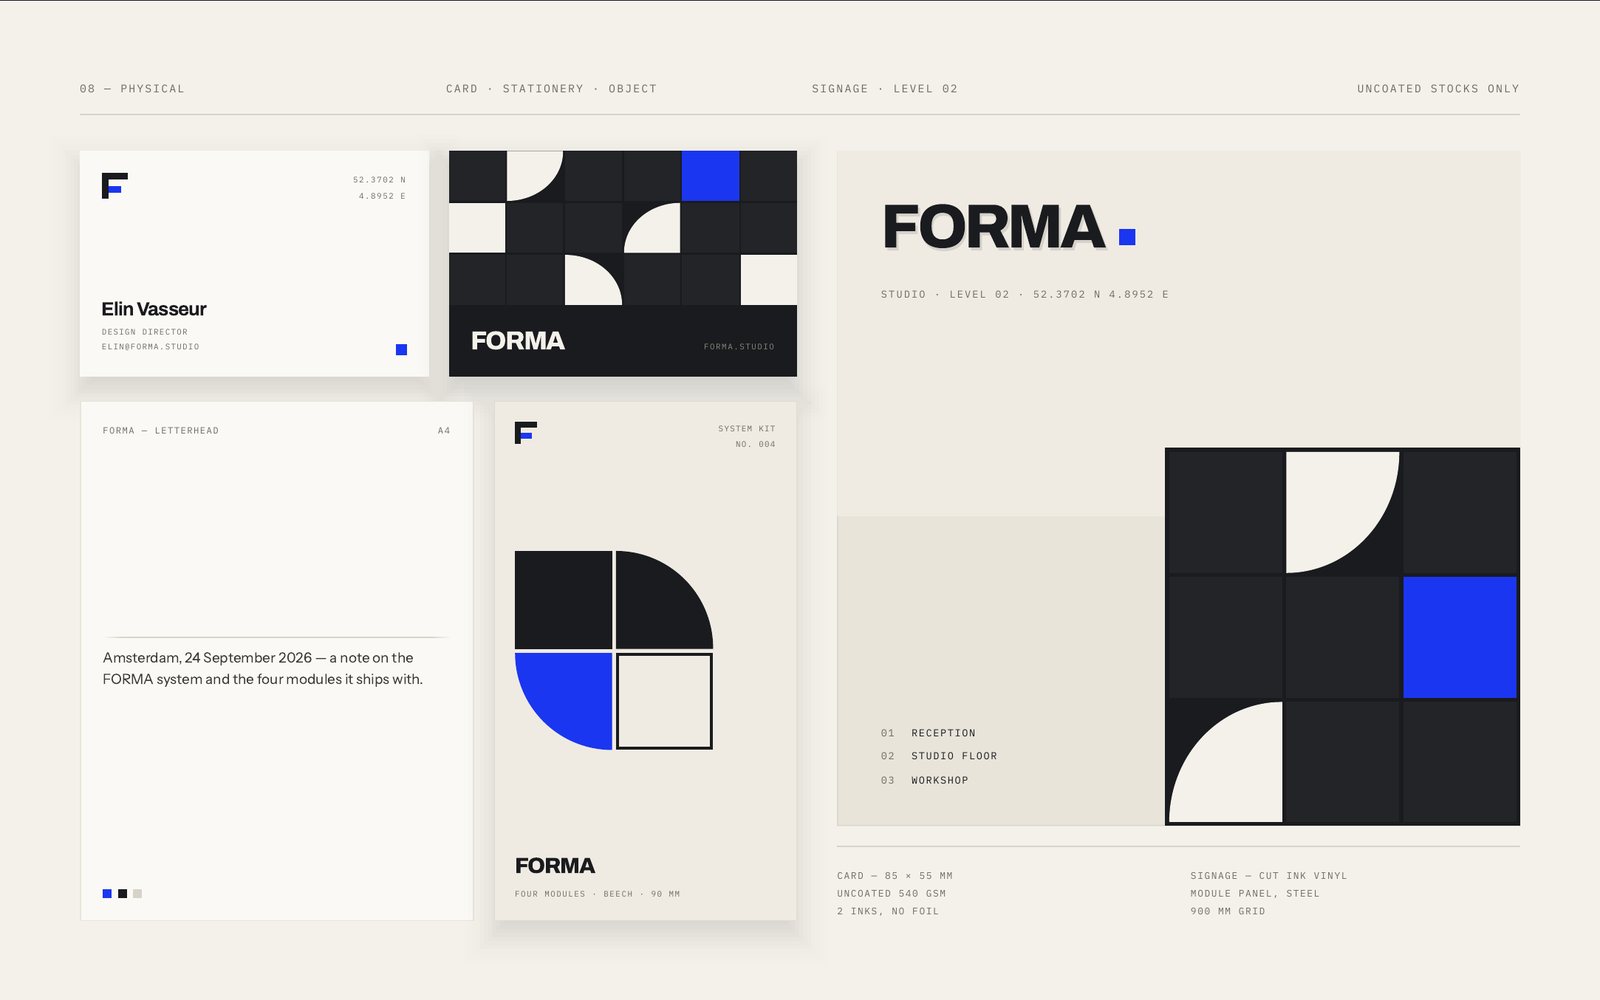 08 — PHYSICAL
CARD · STATIONERY · OBJECT
SIGNAGE · LEVEL 02
UNCOATED STOCKS ONLY
F
52.3702 N
4.8952 E
Elin Vasseur
DESIGN DIRECTOR
ELIN@FORMA.STUDIO
FORMA
FORMA.STUDIO
FORMA — LETTERHEAD
A4
Amsterdam, 24 September 2026 — a note on the
FORMA system and the four modules it ships with.
F
SYSTEM KIT
NO. 004
FORMA
FOUR MODULES · BEECH · 90 MM
FORMA
STUDIO · LEVEL 02 · 52.3702 N 4.8952 E
01 RECEPTION
02 STUDIO FLOOR
03 WORKSHOP
CARD — 85 × 55 MM
UNCOATED 540 GSM
2 INKS, NO FOIL
SIGNAGE — CUT INK VINYL
MODULE PANEL, STEEL
900 MM GRID